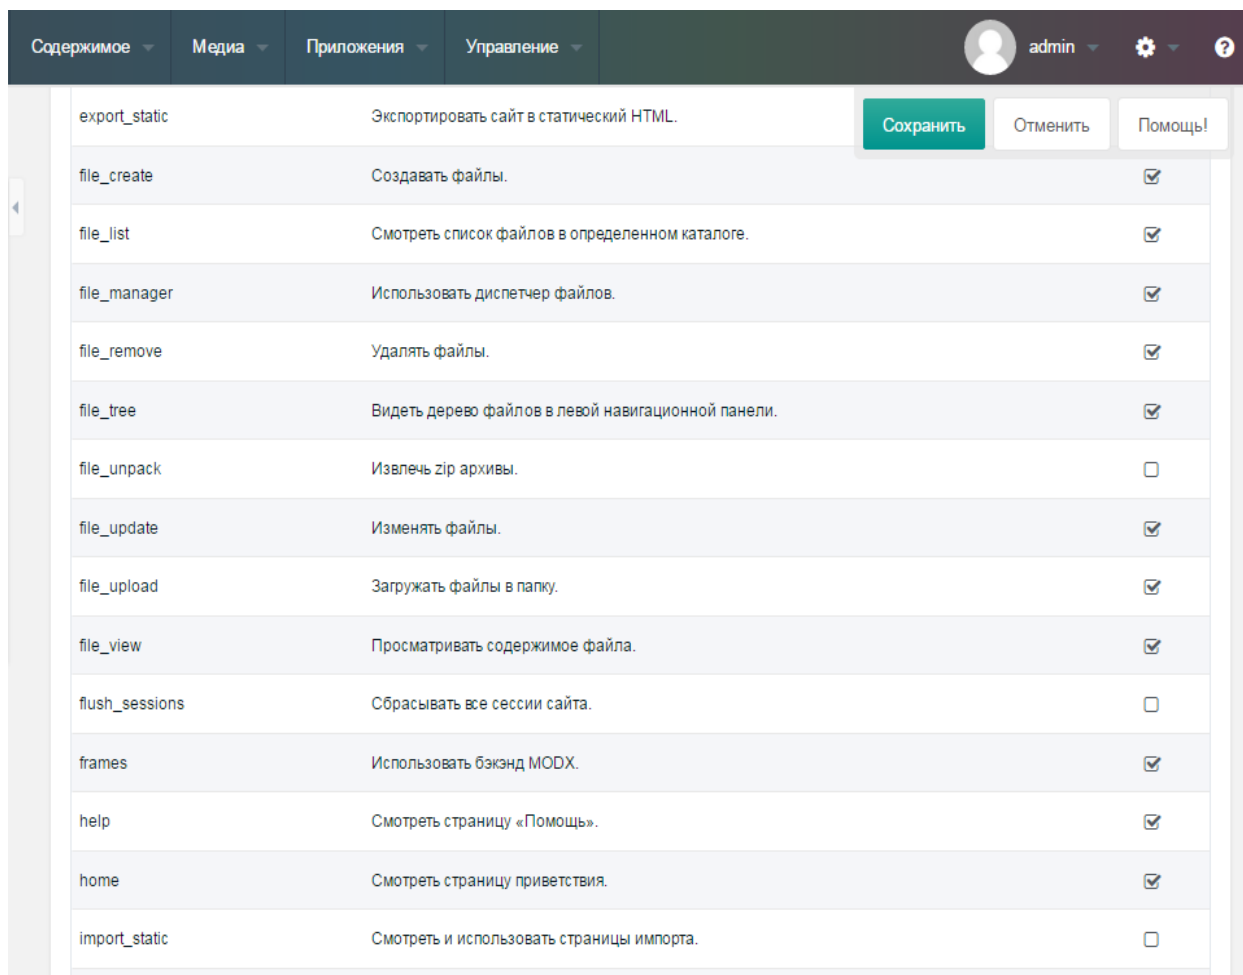 Содержимое Медиа Приложения Управление admin
export_static Экспортировать сайт в статический HTML. Сохранить Отменить Помощь!
file_create Создавать файлы.
file_list Смотреть список файлов в определенном каталоге.
file_manager Использовать диспетчер файлов.
file_remove Удалять файлы.
file_tree Видеть дерево файлов в левой навигационной панели.
file_unpack Извлечь zip архивы.
file_update Изменять файлы.
file_upload Загружать файлы в папку.
file_view Просматривать содержимое файла.
flush_sessions Сбрасывать все сессии сайта.
frames Использовать бэкэнд MODX.
help Смотреть страницу «Помощь».
home Смотреть страницу приветствия.
import_static Смотреть и использовать страницы импорта.